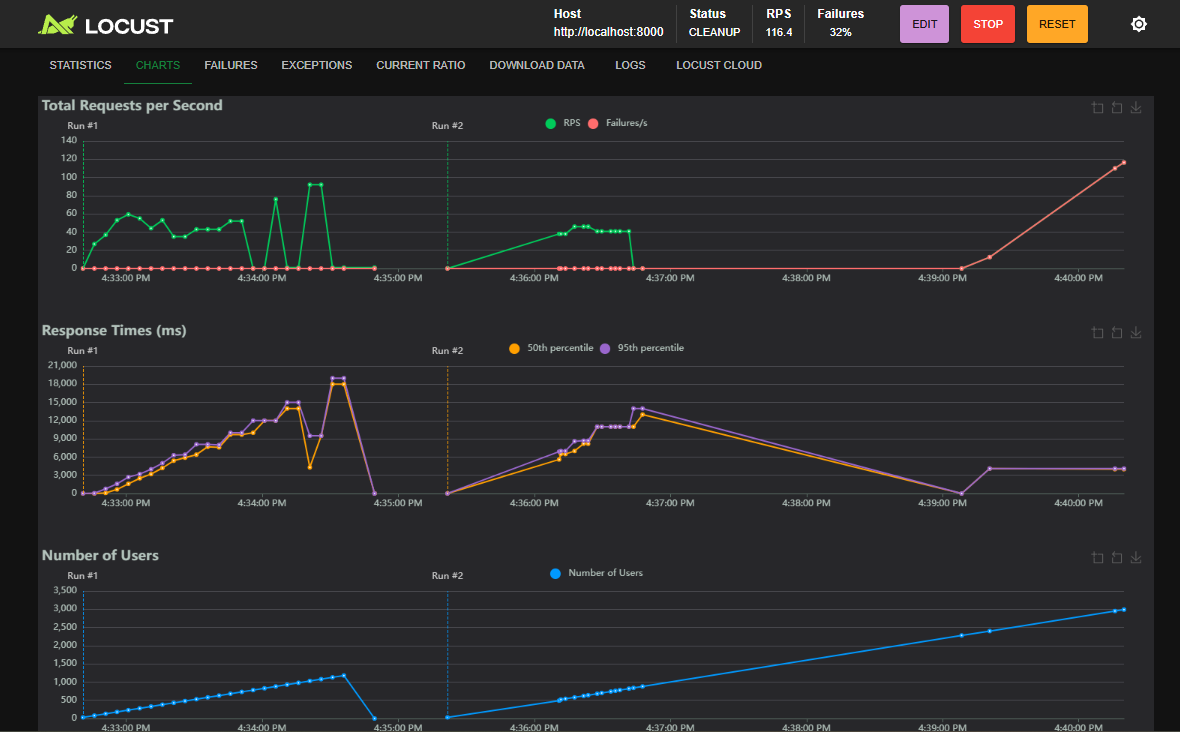 LOCUST
Host
http://localhost:8000
Status
CLEANUP
RPS
116.4
Failures
32%
EDIT
STOP
RESET
STATISTICS CHARTS FAILURES EXCEPTIONS CURRENT RATIO DOWNLOAD DATA LOGS LOCUST CLOUD
Total Requests per Second
RPS Failures/s
Run #1 Run #2
140
120
100
80
60
40
20
0
4:33:00 PM 4:34:00 PM 4:35:00 PM 4:36:00 PM 4:37:00 PM 4:38:00 PM 4:39:00 PM 4:40:00 PM
Response Times (ms)
50th percentile 95th percentile
Run #1 Run #2
21,000
18,000
15,000
12,000
9,000
6,000
3,000
0
4:33:00 PM 4:34:00 PM 4:35:00 PM 4:36:00 PM 4:37:00 PM 4:38:00 PM 4:39:00 PM 4:40:00 PM
Number of Users
Number of Users
Run #1 Run #2
3,500
3,000
2,500
2,000
1,500
1,000
500
0
4:33:00 PM 4:34:00 PM 4:35:00 PM 4:36:00 PM 4:37:00 PM 4:38:00 PM 4:39:00 PM 4:40:00 PM